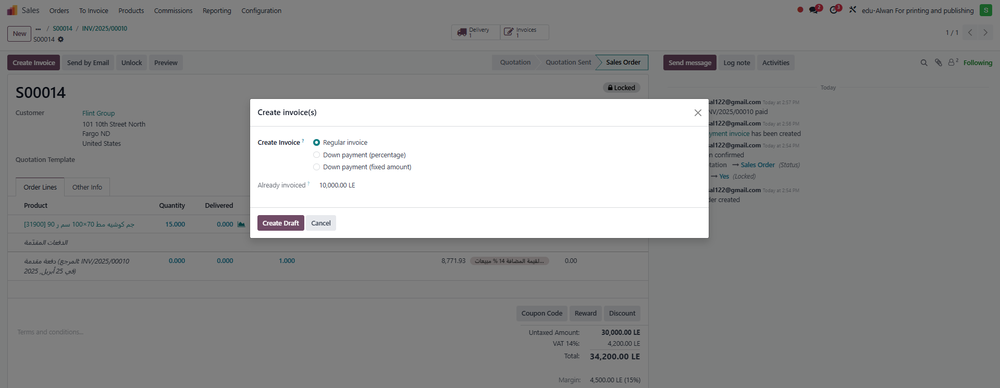 Sales Orders To Invoice Products Commissions Reporting Configuration 2 3 edu-Alwan For printing and publishing S
New ... / S00014 / INV/2025/00010
S00014
Delivery 1
Invoices 1
1 / 1
Create Invoice Send by Email Unlock Preview Quotation Quotation Sent Sales Order
Send message Log note Activities 2 Following
S00014
Locked
Customer Flint Group
101 10th Street North
Fargo ND
United States
Quotation Template
Order Lines Other Info
Product Quantity Delivered
[31900] جم كوشيه مط 70×100 سم ر 90 15.000 0.000
الدفعات المقدّمة
دفعة مقدمة (المرجع: INV/2025/00010 0.000 0.000 1.000 8,771.93 لقيمة المضافة 14 % مبيعات... 0.00
في 25 أبريل, 2025)
Coupon Code Reward Discount
Terms and conditions...
Untaxed Amount: 30,000.00 LE
VAT 14%: 4,200.00 LE
Total: 34,200.00 LE
Margin: 4,500.00 LE (15%)
Create invoice(s)
Create Invoice ? Regular invoice
Down payment (percentage)
Down payment (fixed amount)
Already invoiced ? 10,000.00 LE
Create Draft Cancel
Today
al122@gmail.com Today at 2:57 PM
NV/2025/00010 paid
al122@gmail.com Today at 2:56 PM
yment invoice has been created
al122@gmail.com Today at 2:54 PM
n confirmed
tation → Sales Order (Status)
→ Yes (Locked)
al122@gmail.com Today at 2:54 PM
der created